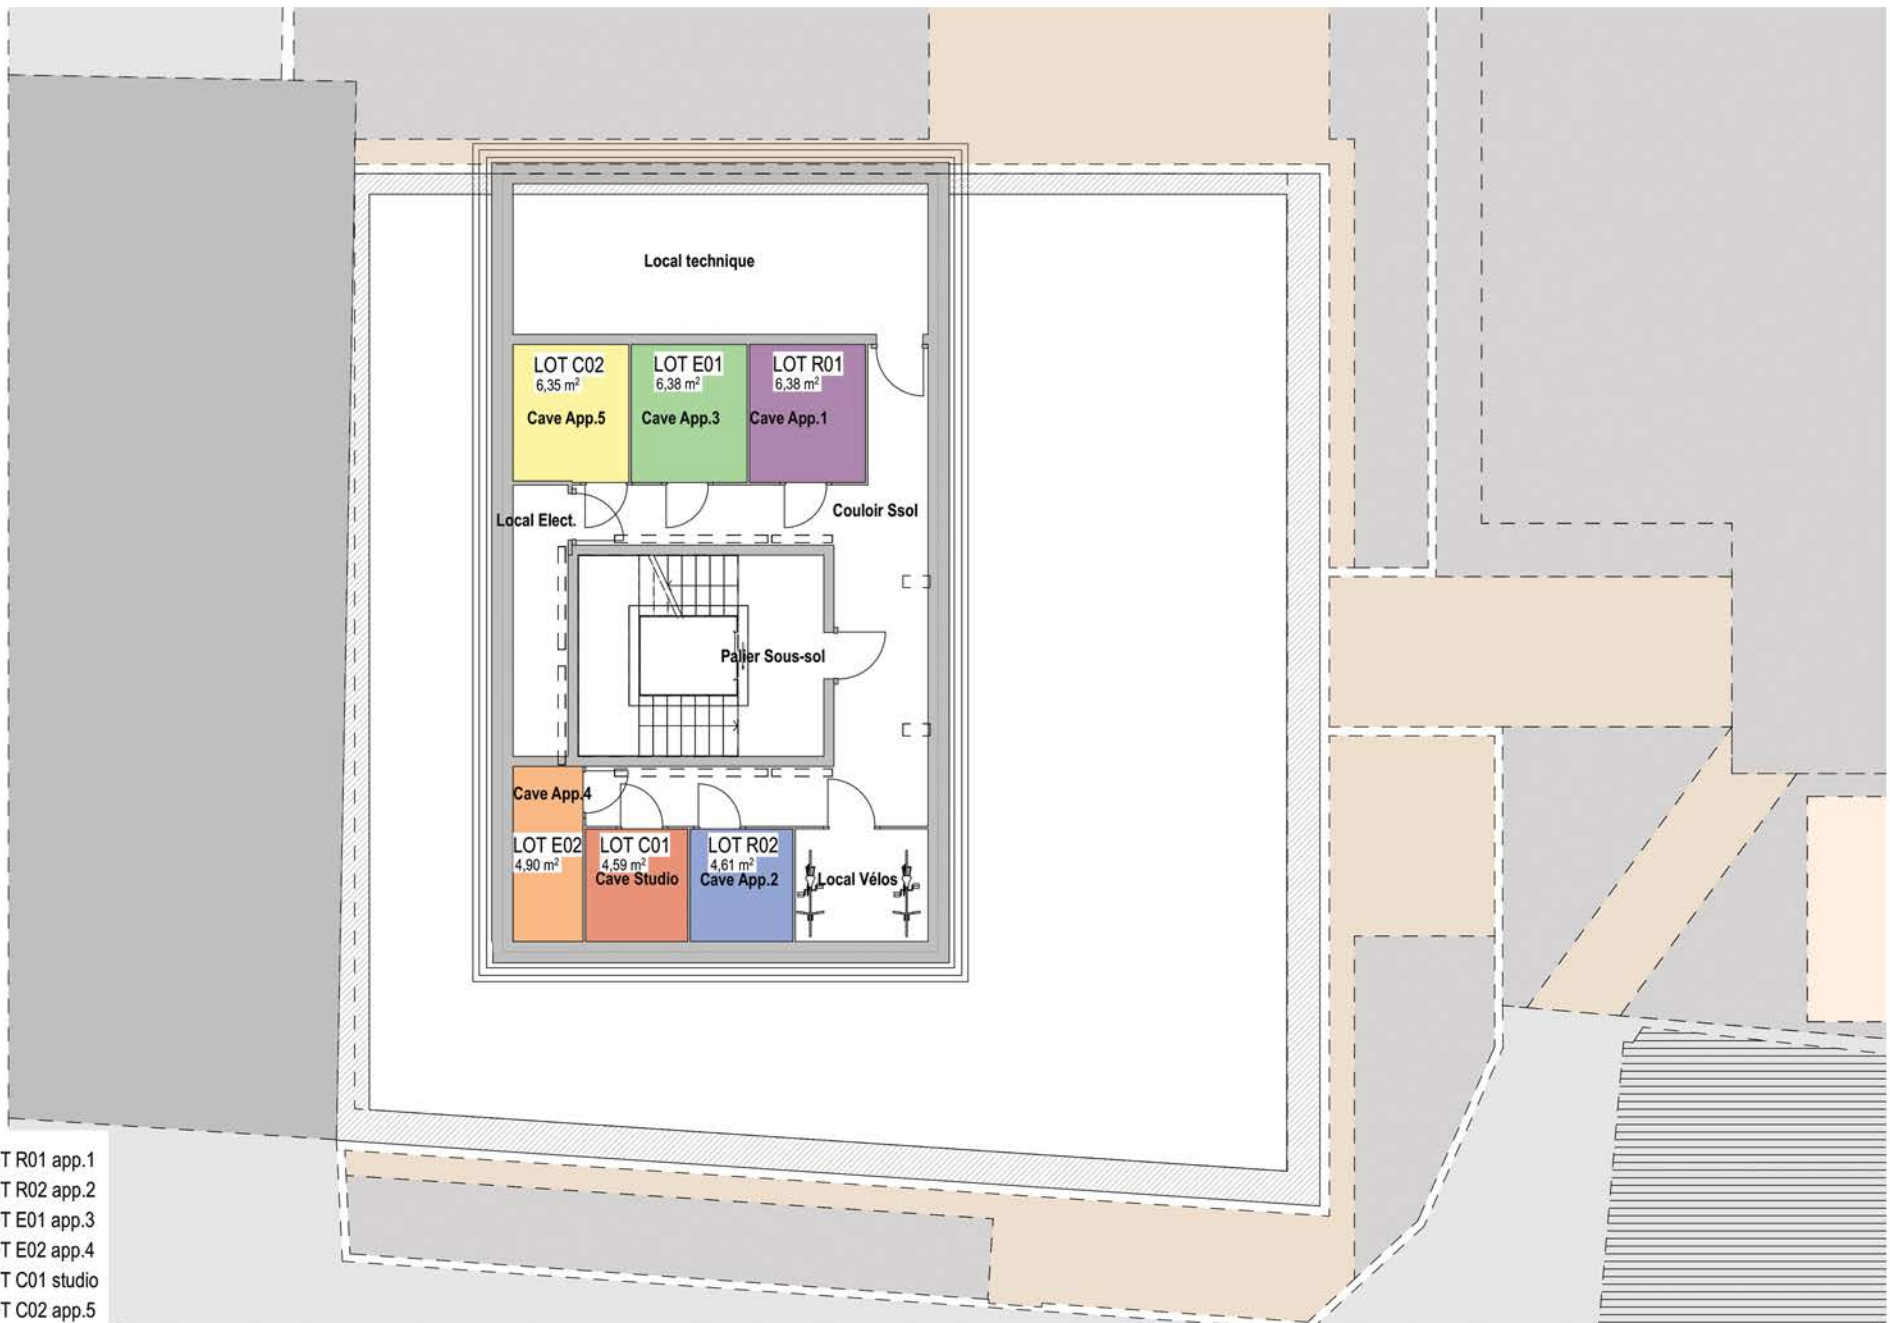 Local technique
LOT C02
6,35 m²
Cave App.5
LOT E01
6,38 m²
Cave App.3
LOT R01
6,38 m²
Cave App.1
Local Elect.
Couloir Ssol
Palier Sous-sol
Cave App.4
LOT E02
4,90 m²
LOT C01
4,59 m²
Cave Studio
LOT R02
4,61 m²
Cave App.2
Local Vélos
T R01 app.1
T R02 app.2
T E01 app.3
T E02 app.4
T C01 studio
T C02 app.5